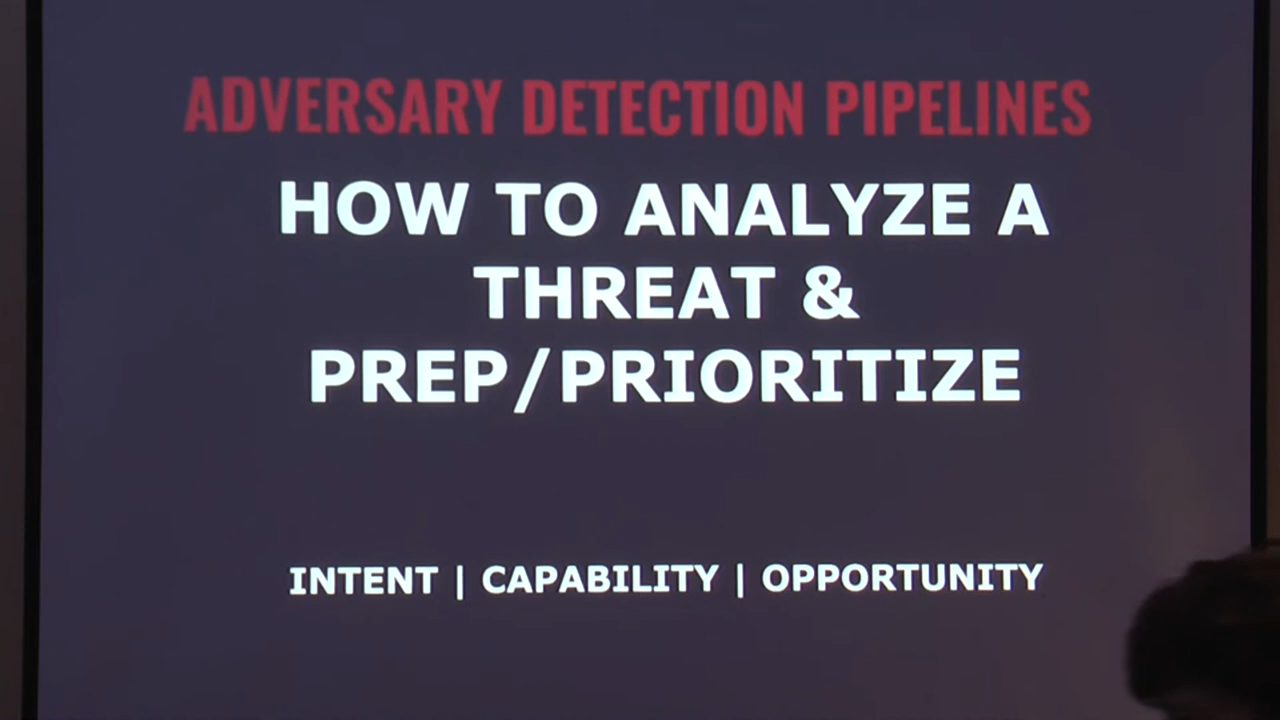 ADVERSARY DETECTION PIPELINES
HOW TO ANALYZE A
THREAT &
PREP/PRIORITIZE
INTENT | CAPABILITY | OPPORTUNITY